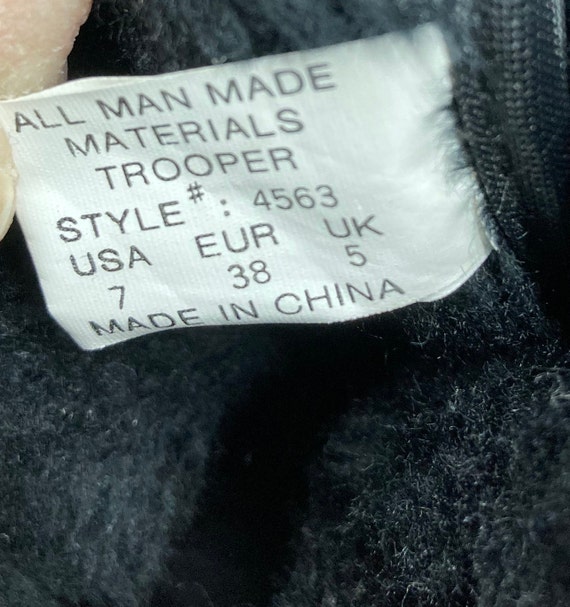 ALL MAN MADE
MATERIALS
TROOPER
STYLE#: 4563
USA EUR UK
7 38 5
MADE IN CHINA